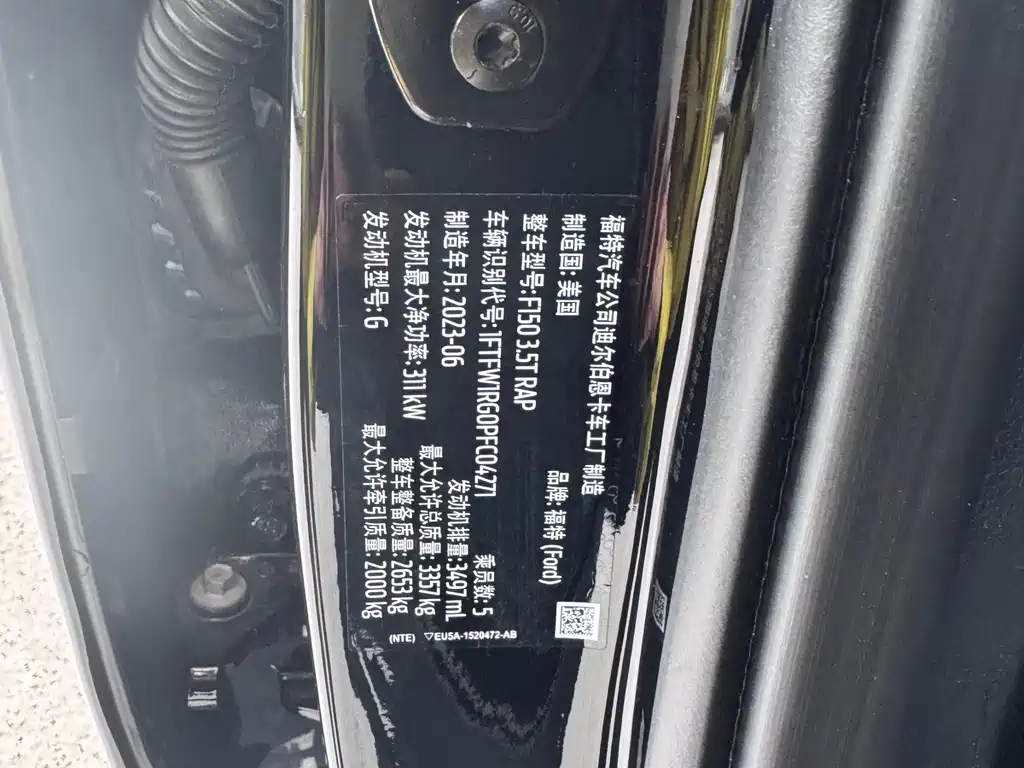 福特汽车公司迪尔伯恩卡车工厂 制造
制造国: 美国 品牌: 福特 (Ford)
整车型号: F150 3.5T RAP
车辆识别代号: 1FTFW1RG0PFC04271 乘员数: 5
制造年月: 2023-06 发动机排量: 3497 mL
发动机最大净功率: 311 kW 最大允许总质量: 3357 kg
整车整备质量: 2653 kg
发动机型号: G 最大允许牵引质量: 2000 kg
(NTE) ▽EU5A-1520472-AB